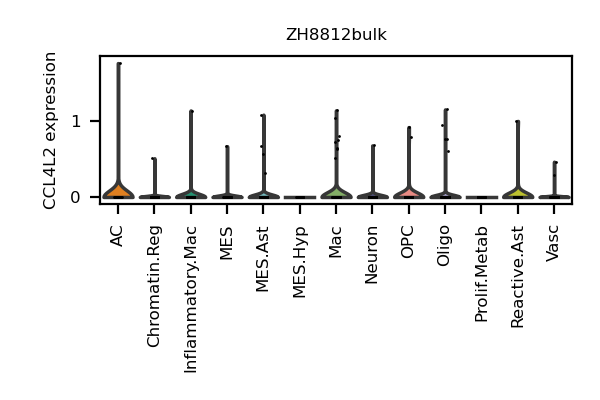 ZH8812bulk
CCL4L2 expression
1
0
AC
Chromatin.Reg
Inflammatory.Mac
MES
MES.Ast
MES.Hyp
Mac
Neuron
OPC
Oligo
Prolif.Metab
Reactive.Ast
Vasc